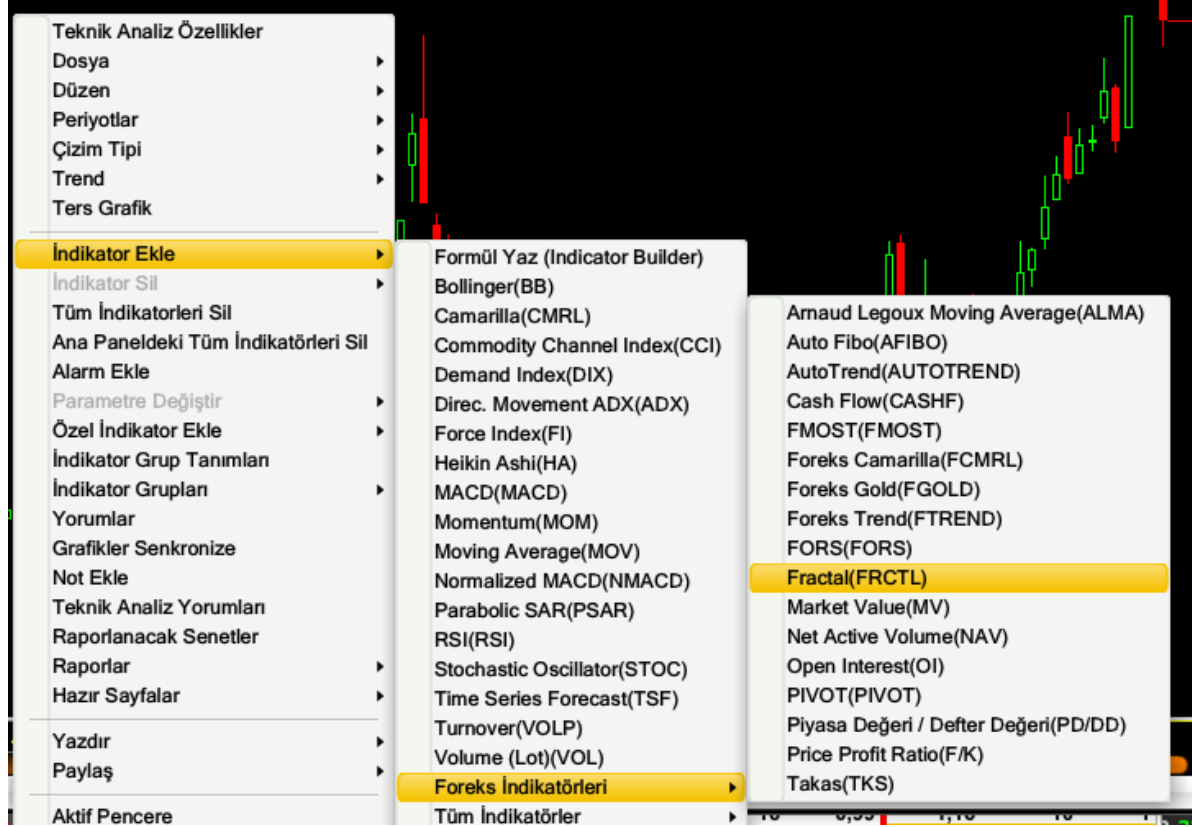 Teknik Analiz Özellikler
Dosya
Düzen
Periyotlar
Çizim Tipi
Trend
Ters Grafik
İndikator Ekle
İndikator Sil
Tüm İndikatorleri Sil
Ana Paneldeki Tüm İndikatörleri Sil
Alarm Ekle
Parametre Değiştir
Özel İndikator Ekle
İndikator Grup Tanımları
İndikator Grupları
Yorumlar
Grafikler Senkronize
Not Ekle
Teknik Analiz Yorumları
Raporlanacak Senetler
Raporlar
Hazır Sayfalar
Yazdır
Paylaş
Aktif Pencere
Formül Yaz (Indicator Builder)
Bollinger(BB)
Camarilla(CMRL)
Commodity Channel Index(CCI)
Demand Index(DIX)
Direc. Movement ADX(ADX)
Force Index(FI)
Heikin Ashi(HA)
MACD(MACD)
Momentum(MOM)
Moving Average(MOV)
Normalized MACD(NMACD)
Parabolic SAR(PSAR)
RSI(RSI)
Stochastic Oscillator(STOC)
Time Series Forecast(TSF)
Turnover(VOLP)
Volume (Lot)(VOL)
Foreks İndikatörleri
Tüm İndikatörler
Arnaud Legoux Moving Average(ALMA)
Auto Fibo(AFIBO)
AutoTrend(AUTOTREND)
Cash Flow(CASHF)
FMOST(FMOST)
Foreks Camarilla(FCMRL)
Foreks Gold(FGOLD)
Foreks Trend(FTREND)
FORS(FORS)
Fractal(FRCTL)
Market Value(MV)
Net Active Volume(NAV)
Open Interest(OI)
PIVOT(PIVOT)
Piyasa Değeri / Defter Değeri(PD/DD)
Price Profit Ratio(F/K)
Takas(TKS)